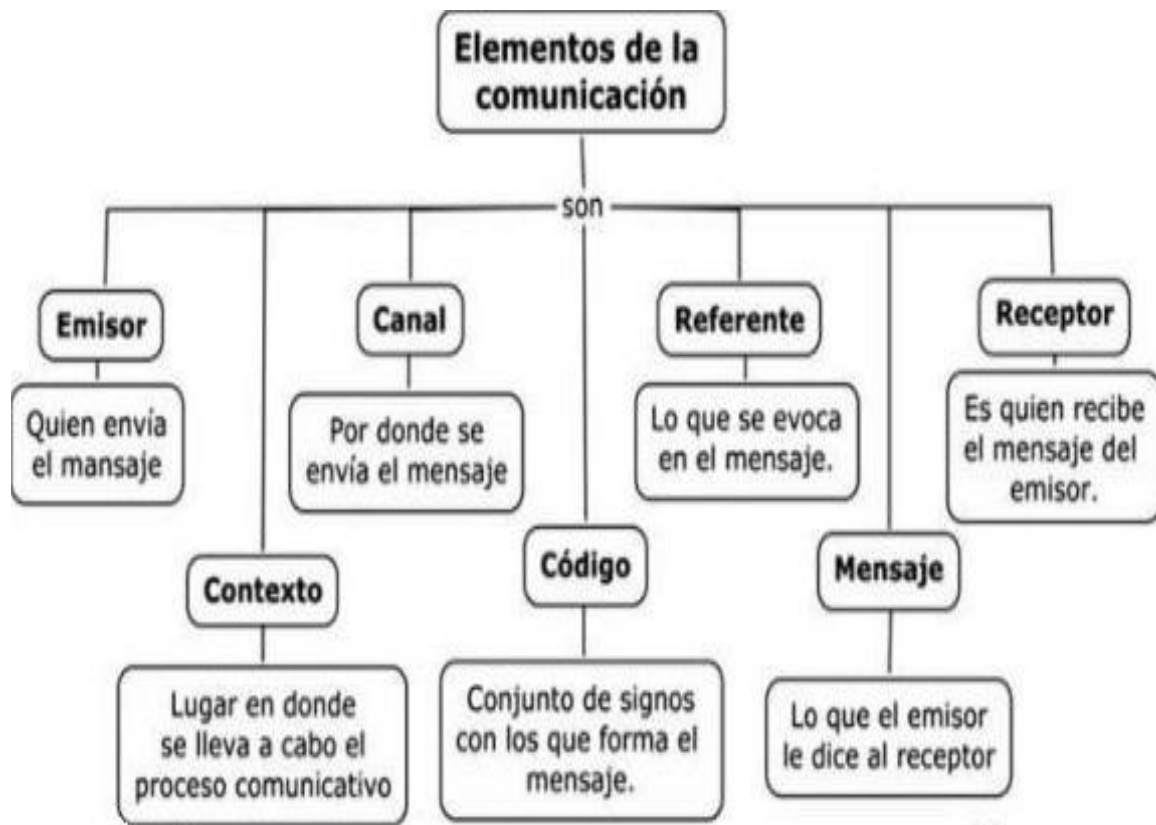 Elementos de la
comunicación
son
Emisor
Quien envía
el mansaje
Canal
Por donde se
envía el mensaje
Referente
Lo que se evoca
en el mensaje.
Receptor
Es quien recibe
el mensaje del
emisor.
Contexto
Lugar en donde
se lleva a cabo el
proceso comunicativo
Código
Conjunto de signos
con los que forma el
mensaje.
Mensaje
Lo que el emisor
le dice al receptor